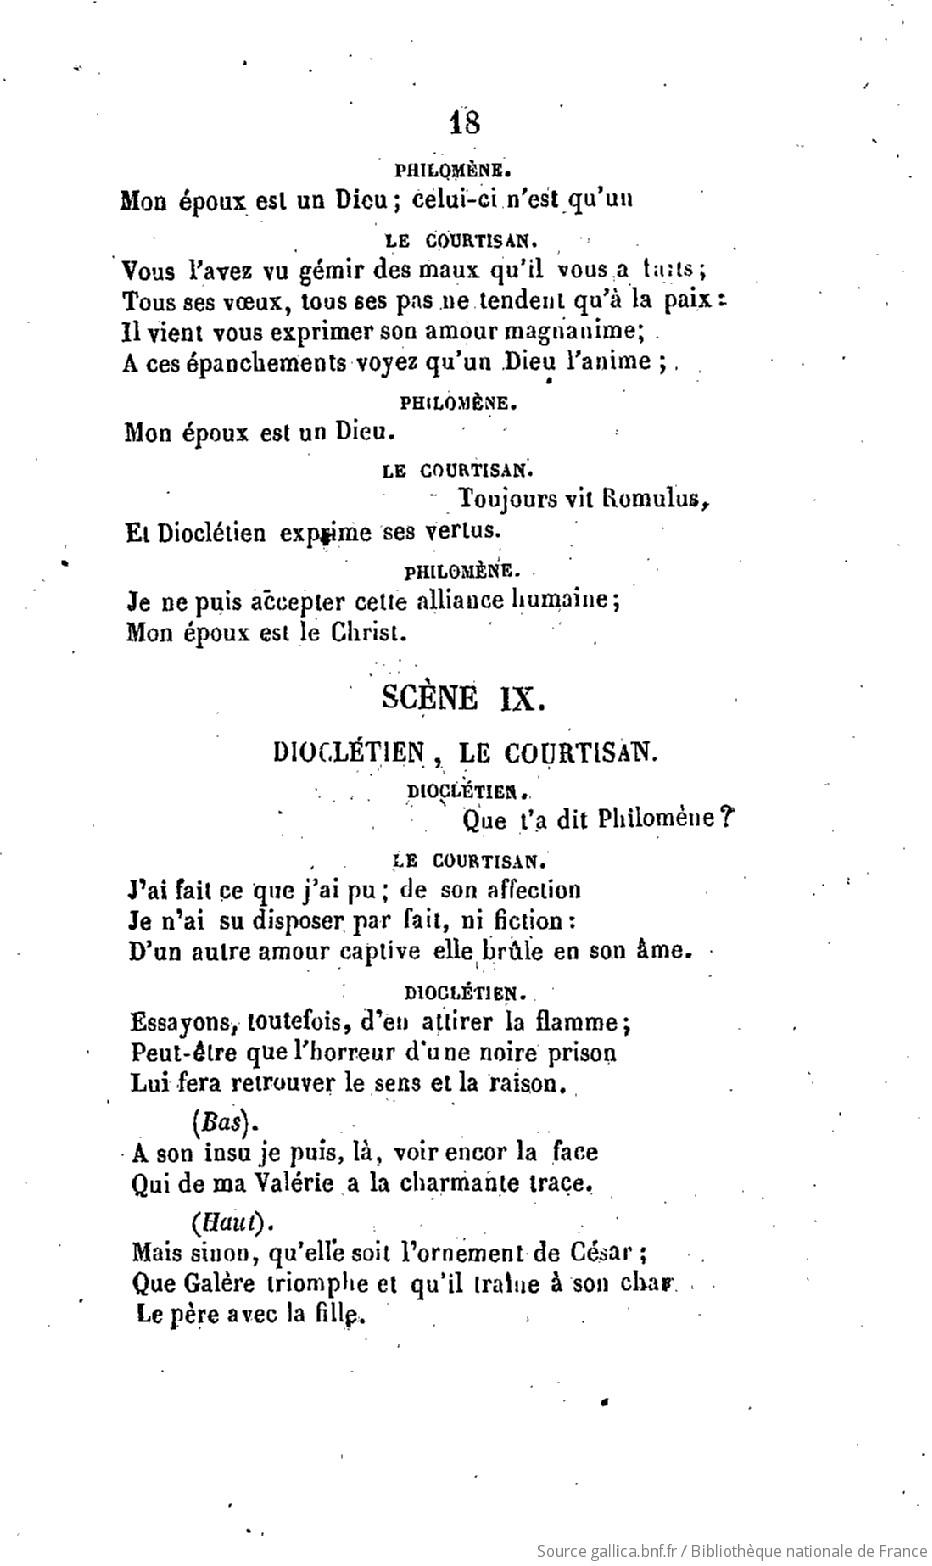 18
PHILOMÈNE.
Mon époux est un Dieu ; celui-ci n'est qu'un
LE COURTISAN.
Vous l'avez vu gémir des maux qu'il vous a faits ;
Tous ses vœux, tous ses pas ne tendent qu'à la paix :
Il vient vous exprimer son amour magnanime ;
A ces épanchements voyez qu'un Dieu l'anime ;
PHILOMÈNE.
Mon époux est un Dieu.
LE COURTISAN.
Toujours vit Romulus,
Et Dioclétien exprime ses vertus.
PHILOMÈNE.
Je ne puis accepter cette alliance humaine ;
Mon époux est le Christ.
SCÈNE IX.
DIOCLÉTIEN, LE COURTISAN.
DIOCLÉTIEN.
Que t'a dit Philomène ?
LE COURTISAN.
J'ai fait ce que j'ai pu ; de son affection
Je n'ai su disposer par fait, ni fiction :
D'un autre amour captive elle brûle en son âme.
DIOCLÉTIEN.
Essayons, toutefois, d'en attirer la flamme ;
Peut-être que l'horreur d'une noire prison
Lui fera retrouver le sens et la raison.
(Bas).
A son insu je puis, là, voir encor la face
Qui de ma Valérie a la charmante trace.
(Haut).
Mais sinon, qu'elle soit l'ornement de César ;
Que Galère triomphe et qu'il traîne à son char
Le père avec la fille.
Source gallica.bnf.fr / Bibliothèque nationale de France